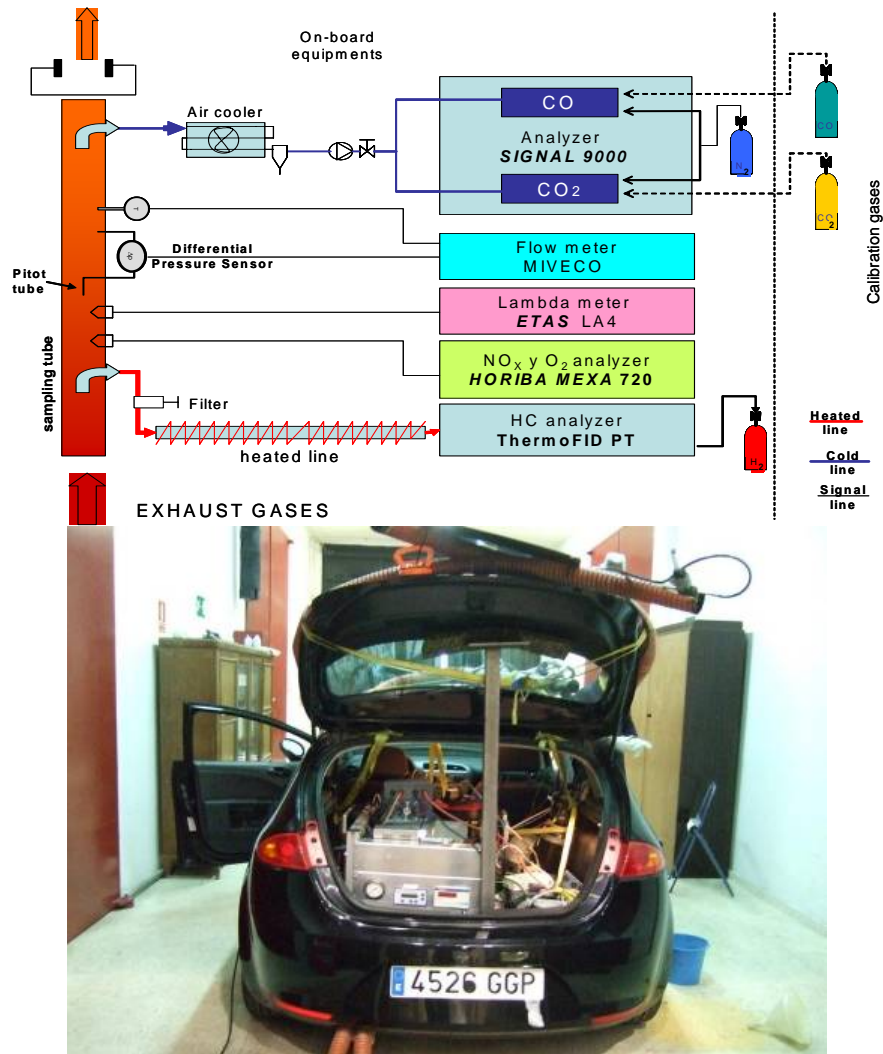 On-board
equipments
Air cooler
CO
Analyzer
SIGNAL 9000
CO2
CO
N2
CO2
Calibration gases
T
Differential
Pressure Sensor
Flow meter
MIVECO
Pitot
tube
Lambda meter
ETAS LA4
NOX y O2 analyzer
HORIBA MEXA 720
sampling tube
Filter
HC analyzer
ThermoFID PT
H2
heated line
Heated
line
Cold
line
Signal
line
EXHAUST GASES
E
4526 GGP